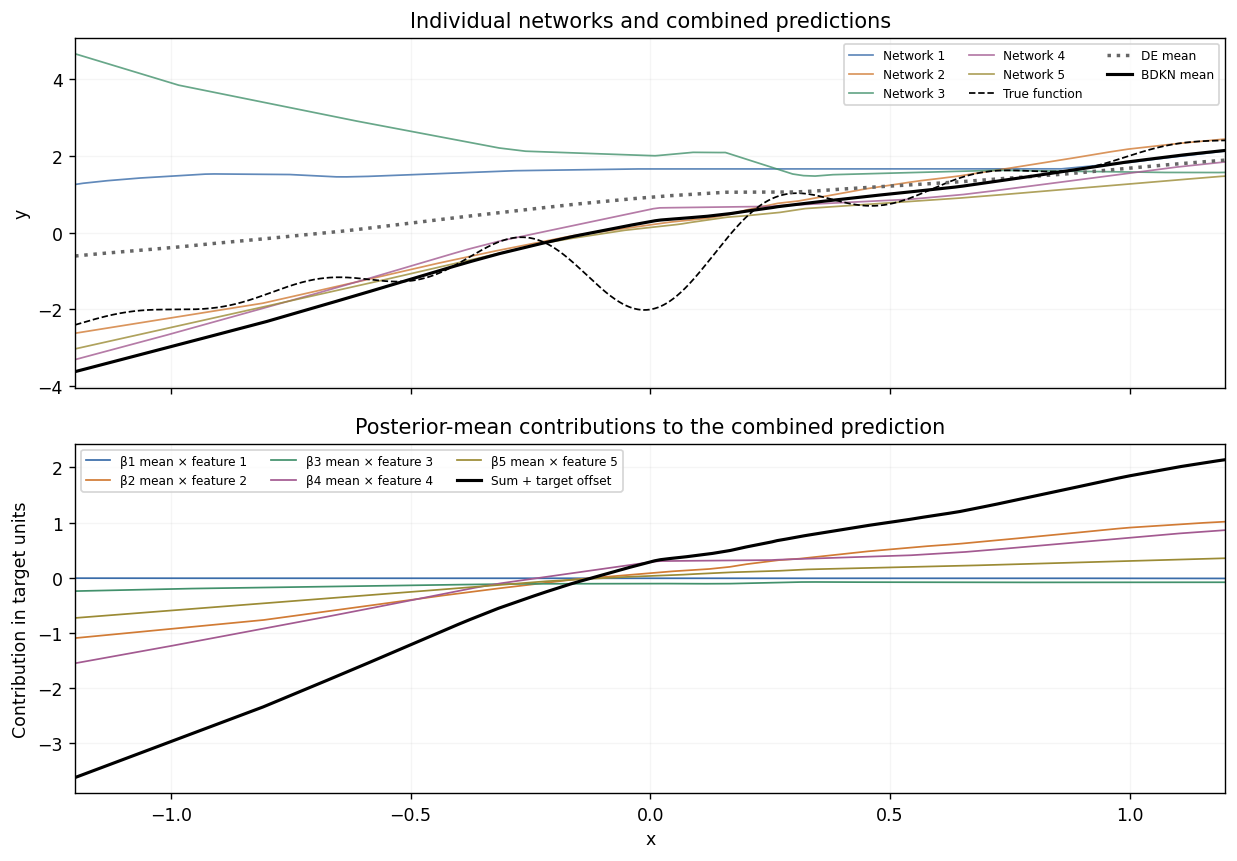 Individual networks and combined predictions
Network 1
Network 2
Network 3
Network 4
Network 5
True function
DE mean
BDKN mean
y
4
2
0
−2
−4
Posterior-mean contributions to the combined prediction
β1 mean × feature 1
β2 mean × feature 2
β3 mean × feature 3
β4 mean × feature 4
β5 mean × feature 5
Sum + target offset
Contribution in target units
2
1
0
−1
−2
−3
−1.0 −0.5 0.0 0.5 1.0
x